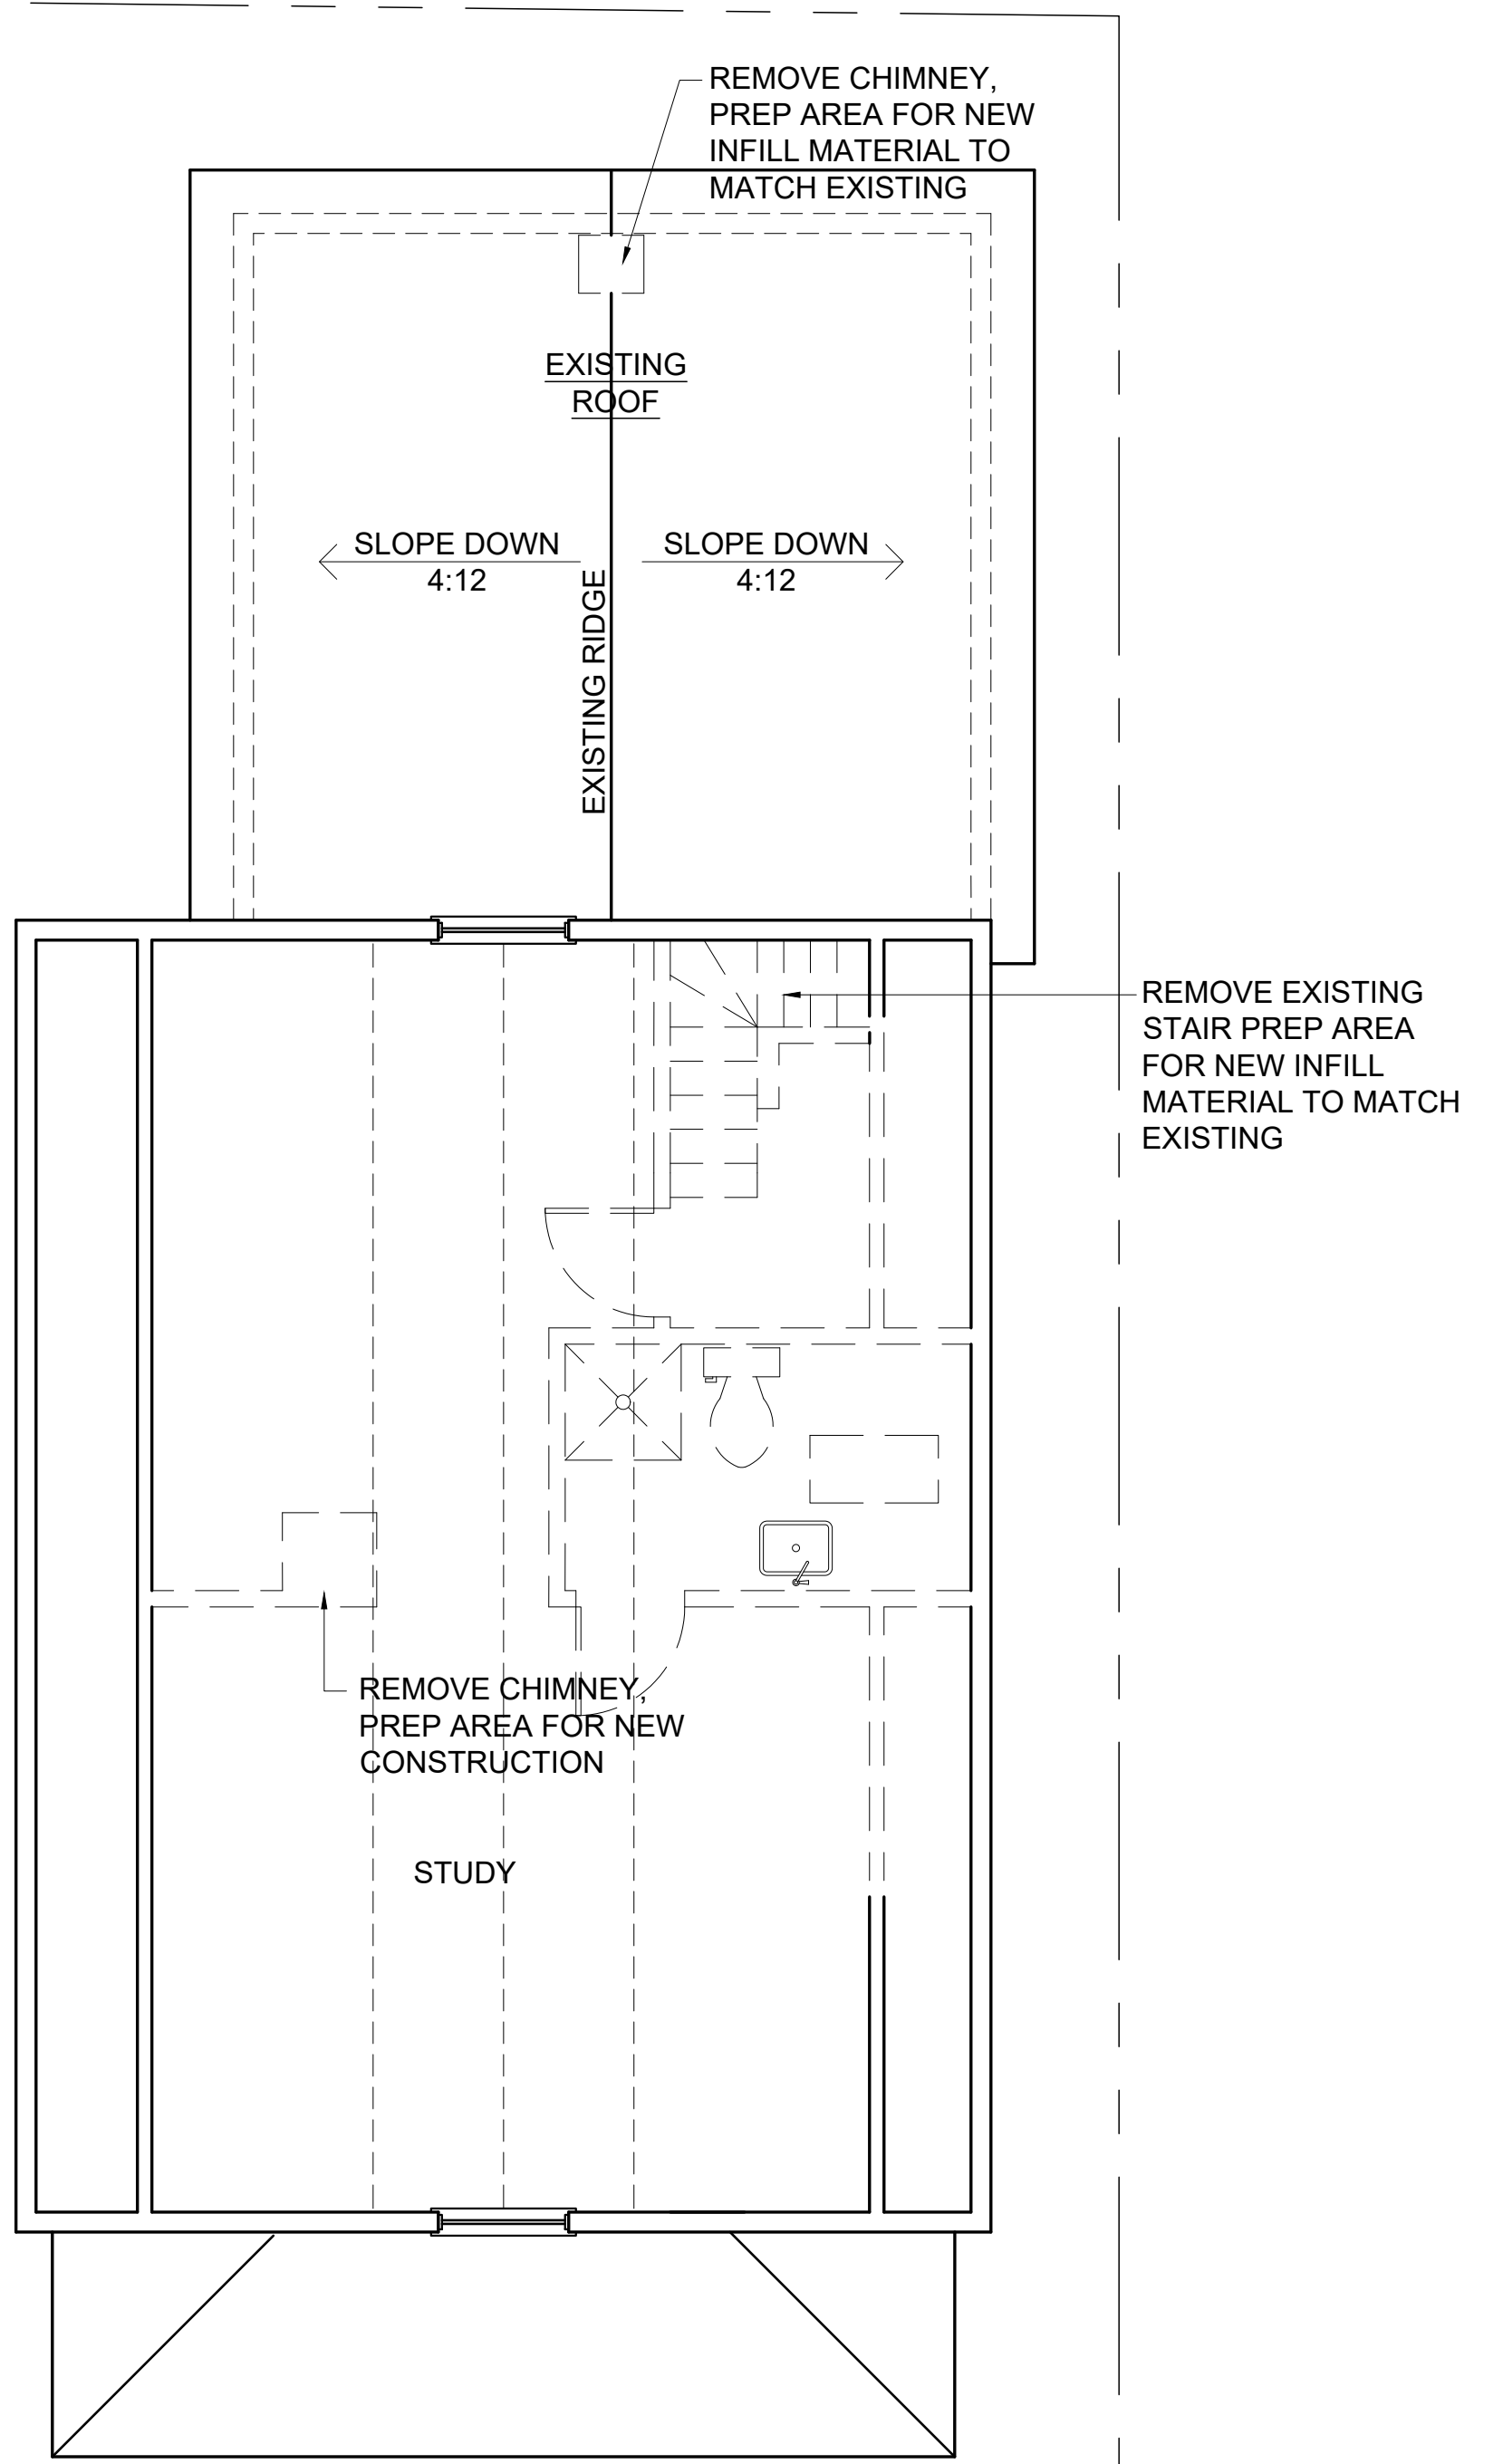 REMOVE CHIMNEY,
PREP AREA FOR NEW
INFILL MATERIAL TO
MATCH EXISTING
EXISTING
ROOF
SLOPE DOWN
4:12
SLOPE DOWN
4:12
EXISTING RIDGE
REMOVE EXISTING
STAIR PREP AREA
FOR NEW INFILL
MATERIAL TO MATCH
EXISTING
REMOVE CHIMNEY,
PREP AREA FOR NEW
CONSTRUCTION
STUDY